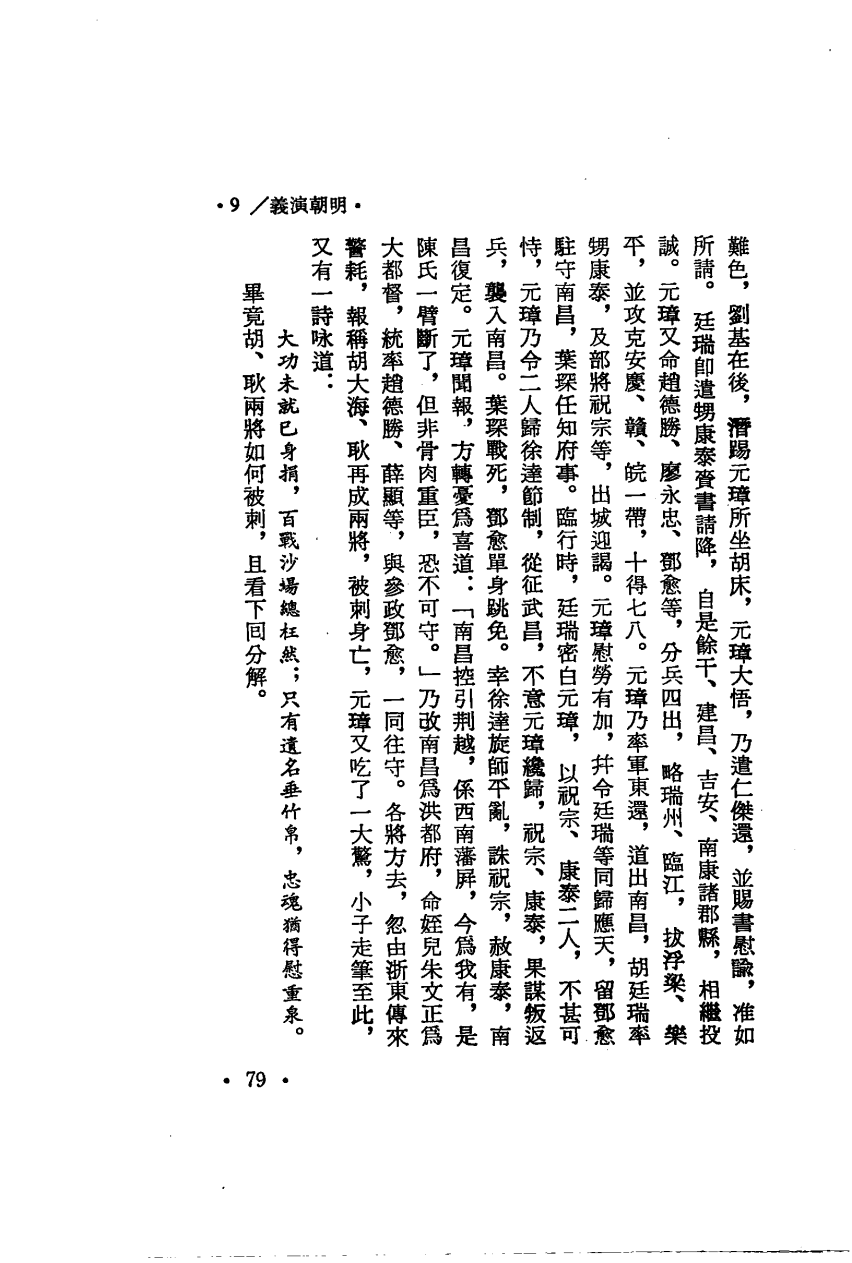 •9 ／義演朝明•
難色，劉基在後，潛踢元璋所坐胡床，元璋大悟，乃遣仁傑還，並賜書慰諭，准如
所請。廷瑞卽遣甥康泰賫書請降，自是餘干、建昌、吉安、南康諸郡縣，相繼投
誠。元璋又命趙德勝、廖永忠、鄧愈等，分兵四出，略瑞州、臨江，拔浮梁、樂
平，並攻克安慶、贛、皖一帶，十得七八。元璋乃率軍東還，道出南昌，胡廷瑞率
甥康泰，及部將祝宗等，出城迎謁。元璋慰勞有加，幷令廷瑞等同歸應天，留鄧愈
駐守南昌，葉琛任知府事。臨行時，廷瑞密白元璋，以祝宗、康泰二人，不甚可
恃，元璋乃令二人歸徐達節制，從征武昌，不意元璋纔歸，祝宗、康泰，果謀叛返
兵，襲入南昌。葉琛戰死，鄧愈單身跳免。幸徐達旋師平亂，誅祝宗，赦康泰，南
昌復定。元璋聞報，方轉憂爲喜道：「南昌控引荆越，係西南藩屏，今爲我有，是
陳氏一臂斷了，但非骨肉重臣，恐不可守。」乃改南昌爲洪都府，命姪兒朱文正爲
大都督，統率趙德勝、薛顯等，與參政鄧愈，一同往守。各將方去，忽由浙東傳來
警耗，報稱胡大海、耿再成兩將，被刺身亡，元璋又吃了一大驚，小子走筆至此，
又有一詩咏道：
大功未就已身捐，百戰沙場總枉然；只有遺名垂竹帛，忠魂猶得慰重泉。
畢竟胡、耿兩將如何被刺，且看下回分解。
• 79 •